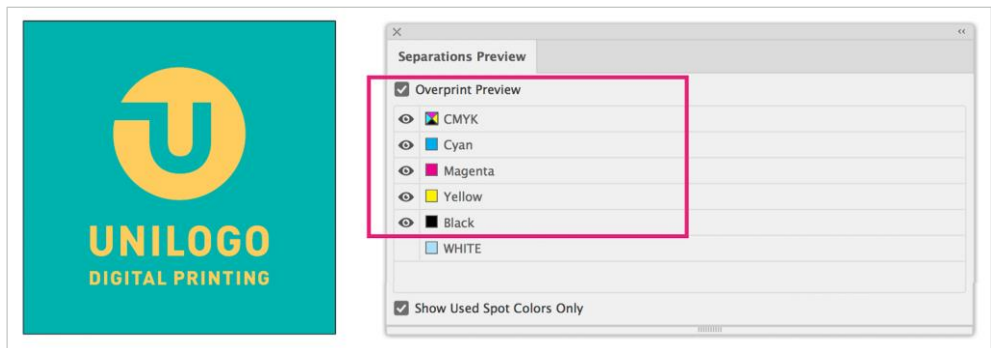 UNILOGO
DIGITAL PRINTING
Separations Preview
Overprint Preview
CMYK
Cyan
Magenta
Yellow
Black
WHITE
Show Used Spot Colors Only